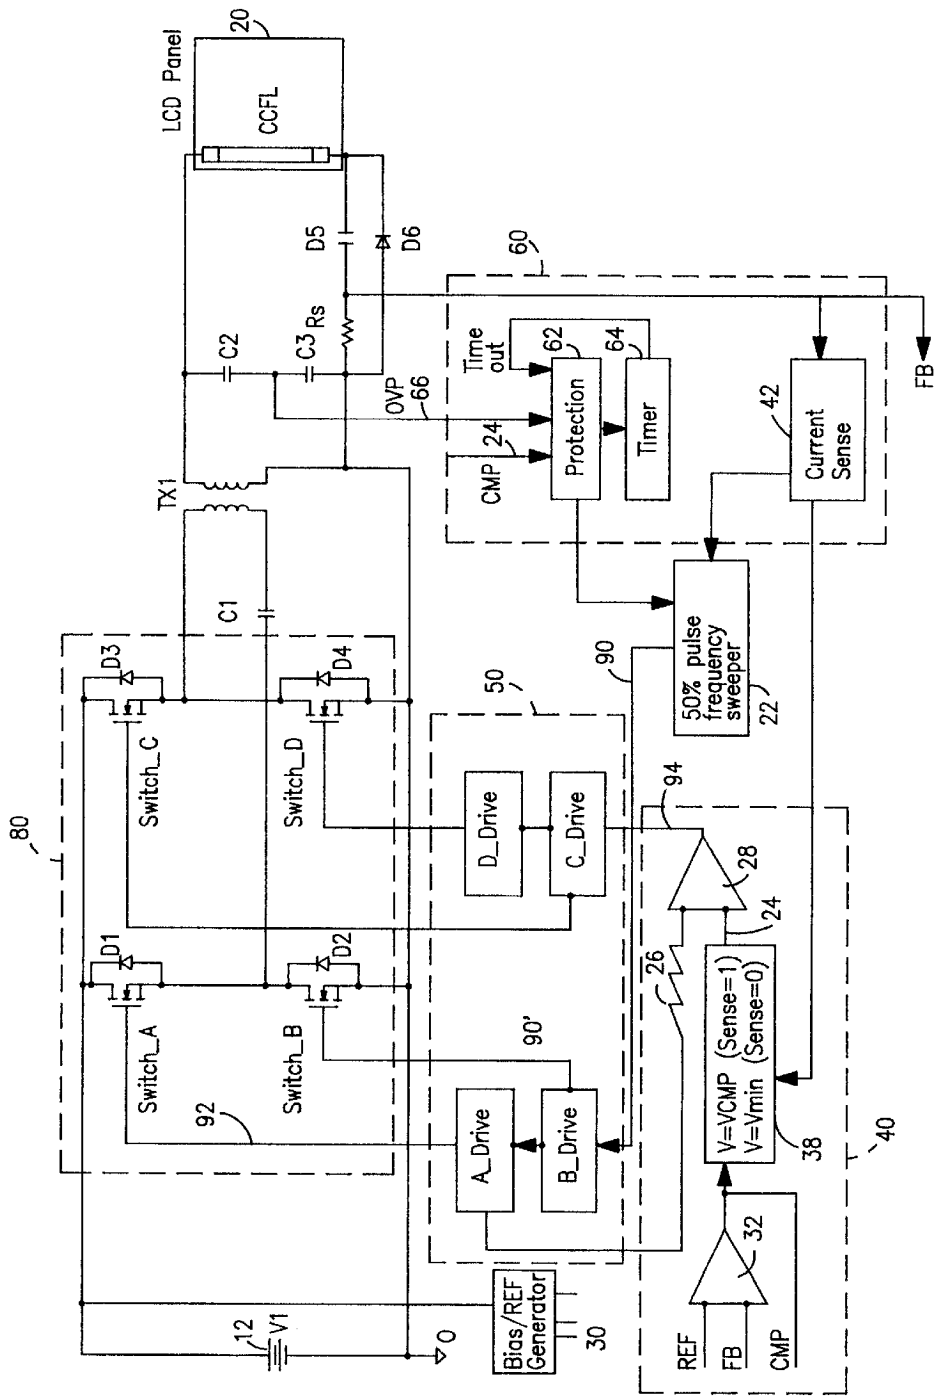 80
12
V1
0
Bias/REF
Generator
30
Switch_A
D1
Switch_B
D2
Switch_C
D3
Switch_D
D4
92
90'
50
A_Drive
B_Drive
D_Drive
C_Drive
C1
TX1
C2
C3
Rs
D5
D6
LCD Panel
20
CCFL
OVP
66
60
CMP
24
Time
out
62
Protection
64
Timer
42
Current
Sense
FB
90
50% pulse
frequency
sweeper
22
94
28
24
26
V=VCMP (Sense=1)
V=Vmin (Sense=0)
38
40
32
REF
FB
CMP